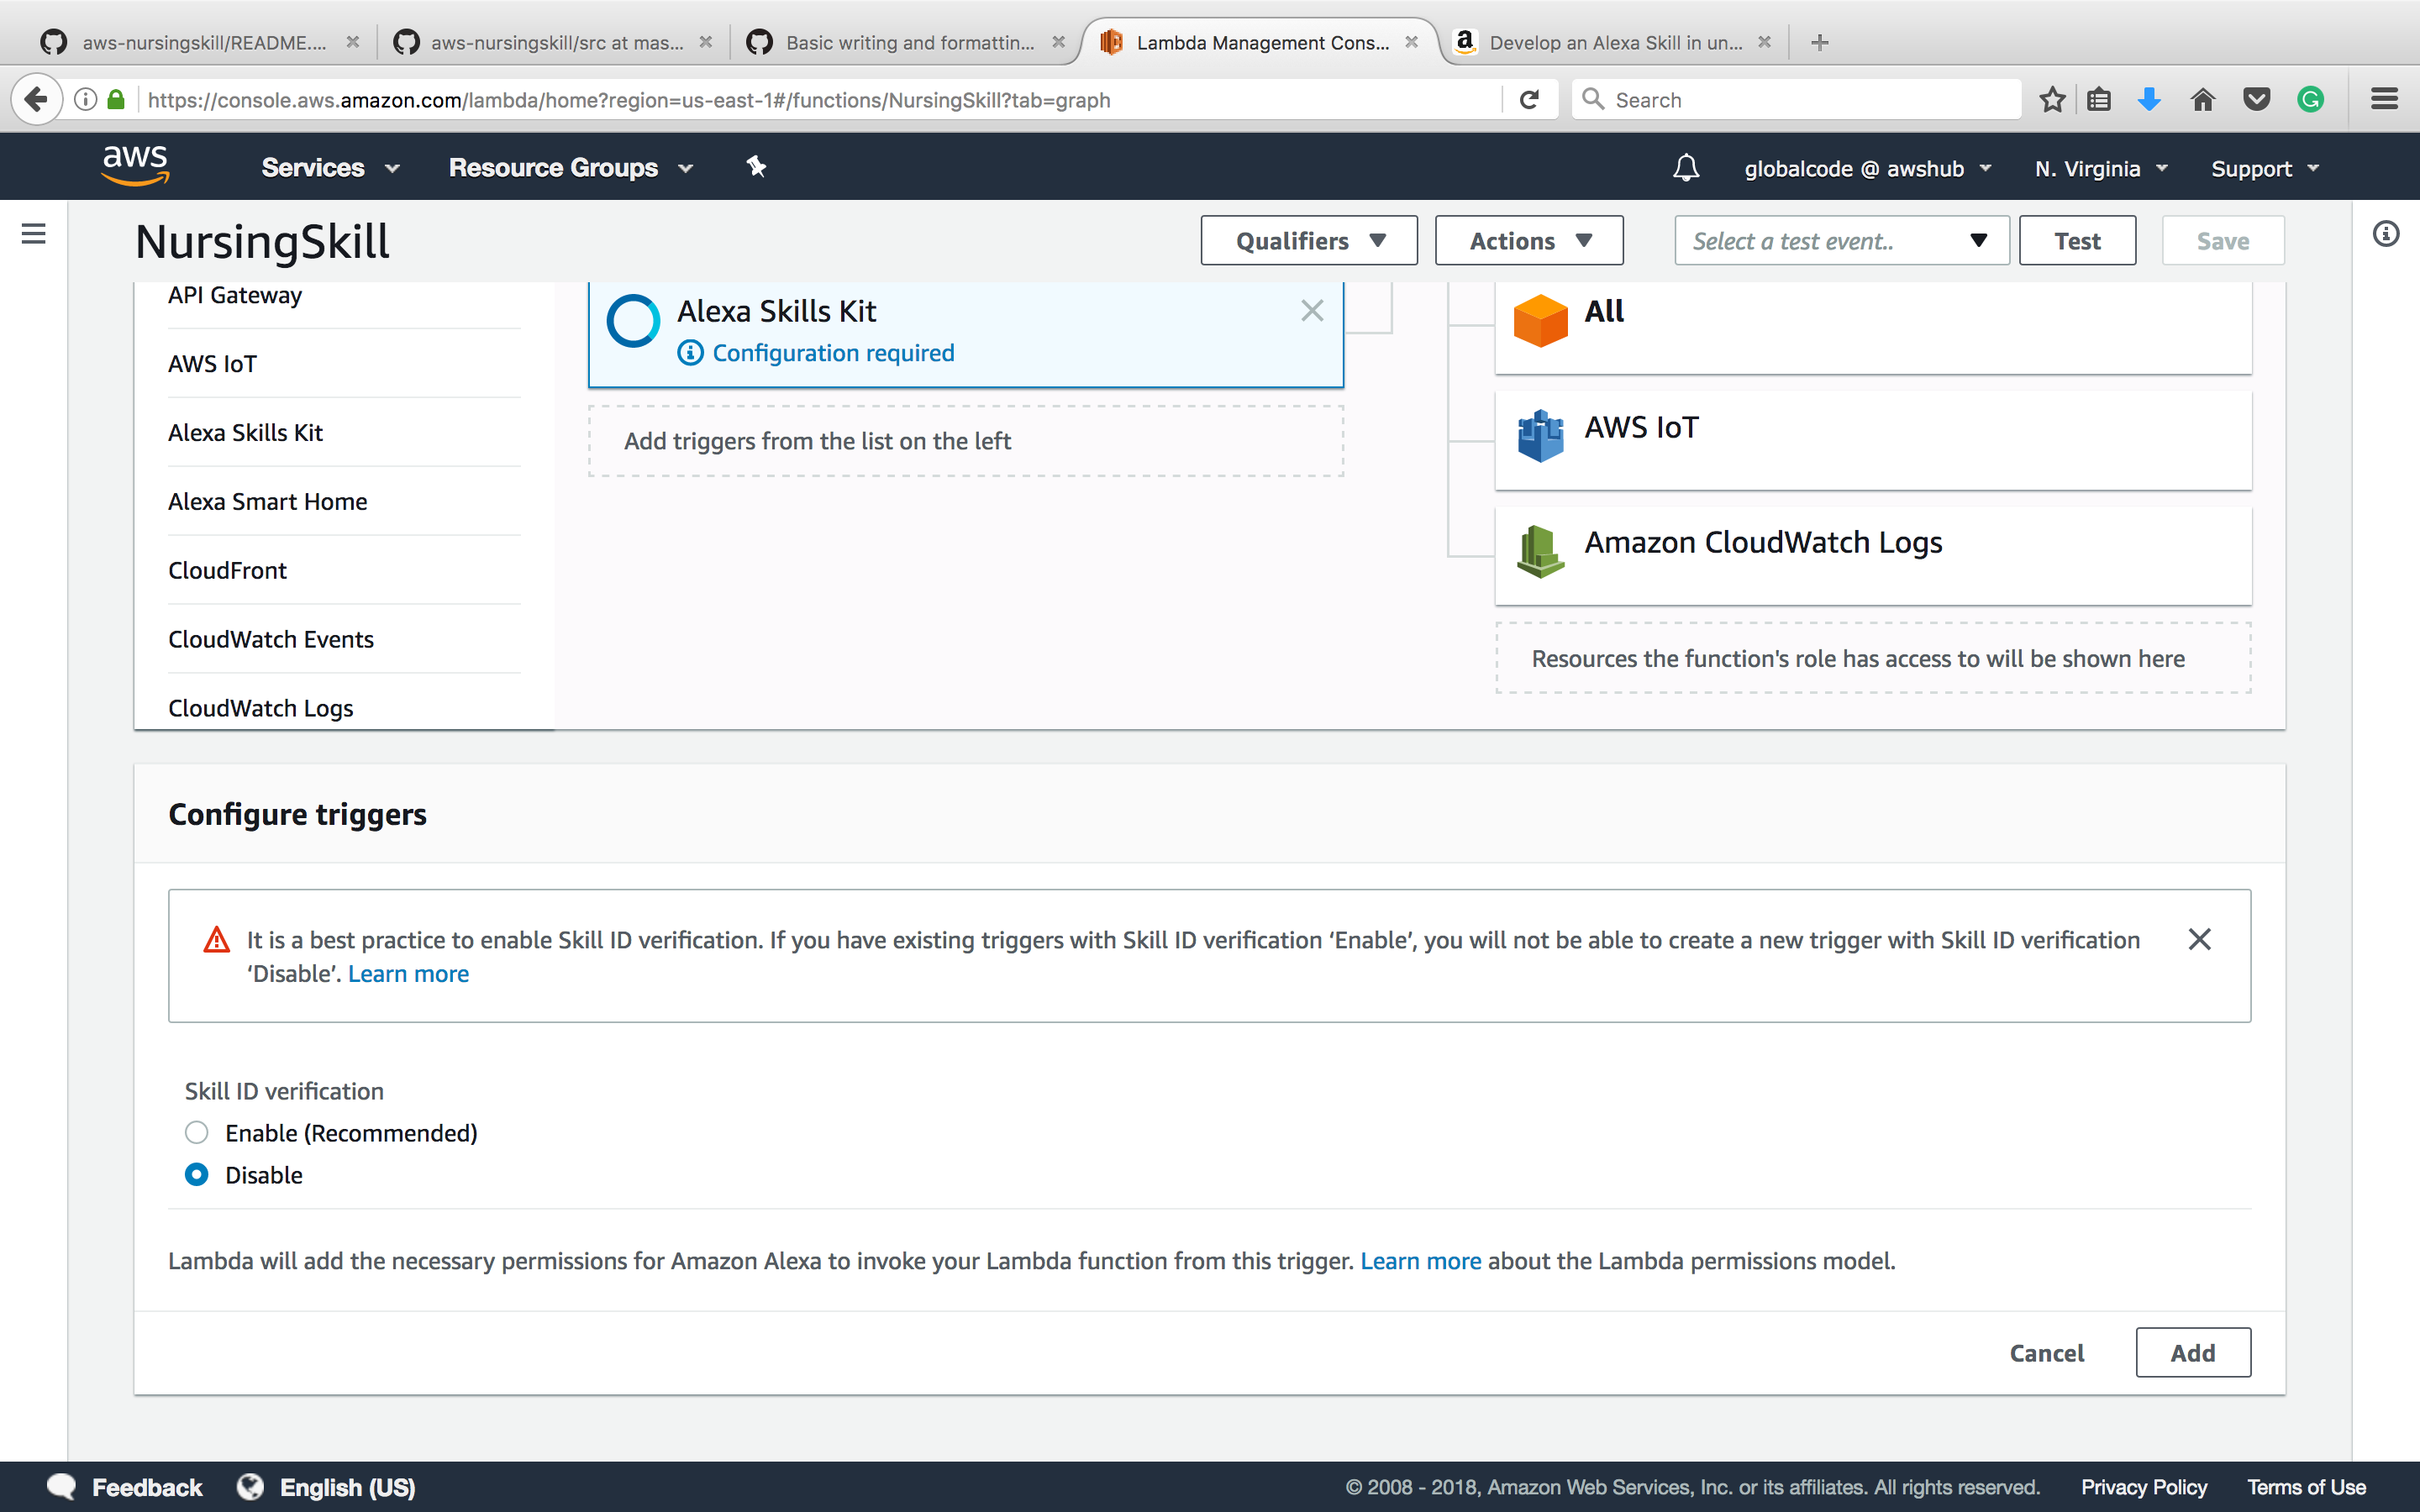 aws-nursingskill/README....
aws-nursingskill/src at mas...
Basic writing and formattin...
Lambda Management Cons...
Develop an Alexa Skill in un...
https://console.aws.amazon.com/lambda/home?region=us-east-1#/functions/NursingSkill?tab=graph
Search
aws
Services
Resource Groups
globalcode @ awshub
N. Virginia
Support
NursingSkill
Qualifiers
Actions
Select a test event..
Test
Save
API Gateway
AWS IoT
Alexa Skills Kit
Alexa Smart Home
CloudFront
CloudWatch Events
CloudWatch Logs
Alexa Skills Kit
Configuration required
Add triggers from the list on the left
All
AWS IoT
Amazon CloudWatch Logs
Resources the function's role has access to will be shown here
Configure triggers
It is a best practice to enable Skill ID verification. If you have existing triggers with Skill ID verification ‘Enable’, you will not be able to create a new trigger with Skill ID verification
‘Disable’. Learn more
Skill ID verification
Enable (Recommended)
Disable
Lambda will add the necessary permissions for Amazon Alexa to invoke your Lambda function from this trigger. Learn more about the Lambda permissions model.
Cancel
Add
Feedback
English (US)
© 2008 - 2018, Amazon Web Services, Inc. or its affiliates. All rights reserved.
Privacy Policy
Terms of Use